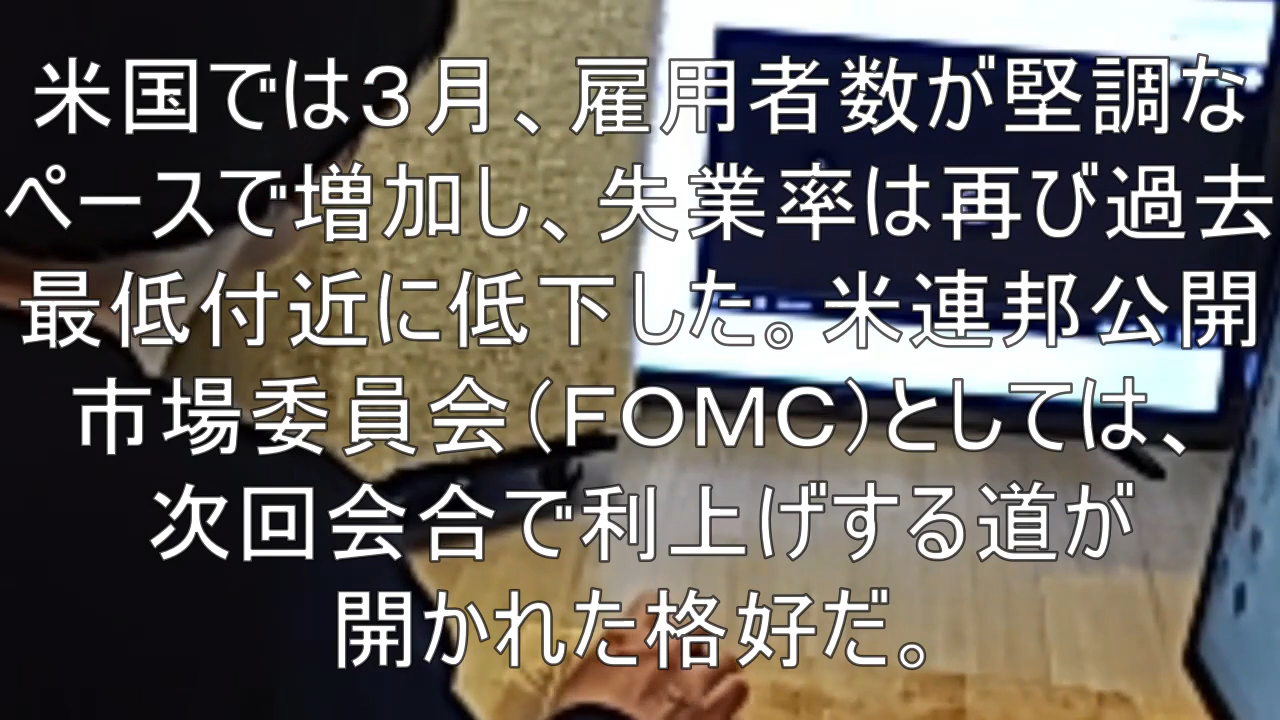 米国では３月、雇用者数が堅調な
ペースで増加し、失業率は再び過去
最低付近に低下した。米連邦公開
市場委員会（ＦＯＭＣ）としては、
次回会合で利上げする道が
開かれた格好だ。